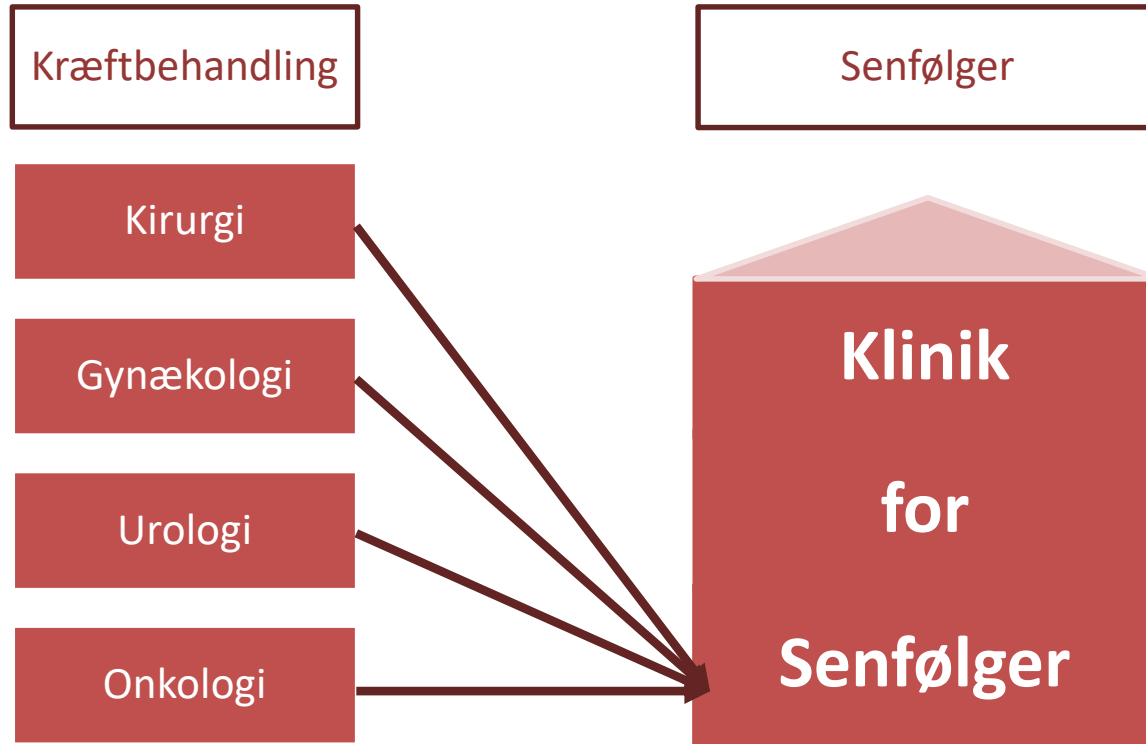 Kræftbehandling
Senfølger
Kirurgi
Gynækologi
Urologi
Onkologi
Klinik
for
Senfølger